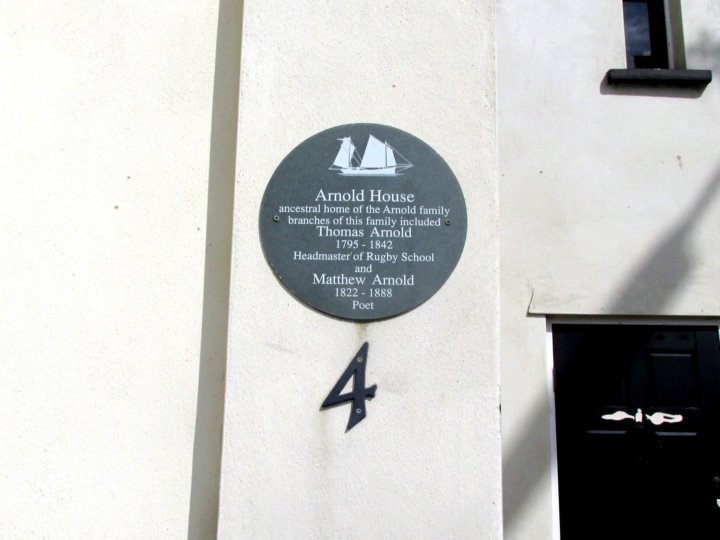 Arnold House
ancestral home of the Arnold family
branches of this family included
Thomas Arnold
1795 - 1842
Headmaster of Rugby School
and
Matthew Arnold
1822 - 1888
Poet
4